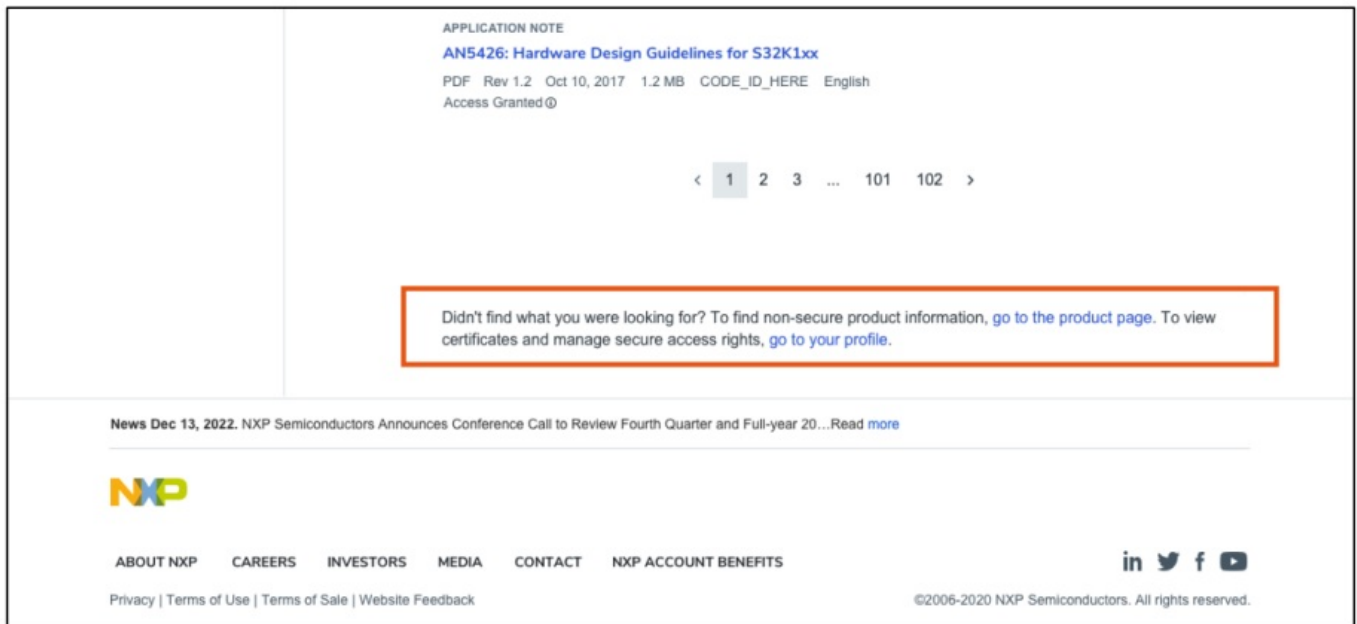 APPLICATION NOTE
AN5426: Hardware Design Guidelines for S32K1xx
PDF Rev 1.2 Oct 10, 2017 1.2 MB CODE_ID_HERE English
Access Granted
< 1 2 3 ... 101 102 >
Didn't find what you were looking for? To find non-secure product information, go to the product page. To view
certificates and manage secure access rights, go to your profile.
News Dec 13, 2022. NXP Semiconductors Announces Conference Call to Review Fourth Quarter and Full-year 20...Read more
NXP
ABOUT NXP CAREERS INVESTORS MEDIA CONTACT NXP ACCOUNT BENEFITS
Privacy | Terms of Use | Terms of Sale | Website Feedback
©2006-2020 NXP Semiconductors. All rights reserved.